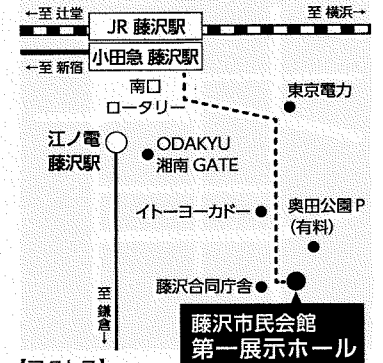 ←至 辻堂
至 横浜→
JR 藤沢駅
小田急 藤沢駅
←至 新宿
南口
ロータリー
東京電力
江ノ電
藤沢駅
ODAKYU
湘南 GATE
イトーヨーカドー
奥田公園 P
(有料)
藤沢合同庁舎
至 鎌倉→
藤沢市民会館
第一展示ホール
【アクセス】